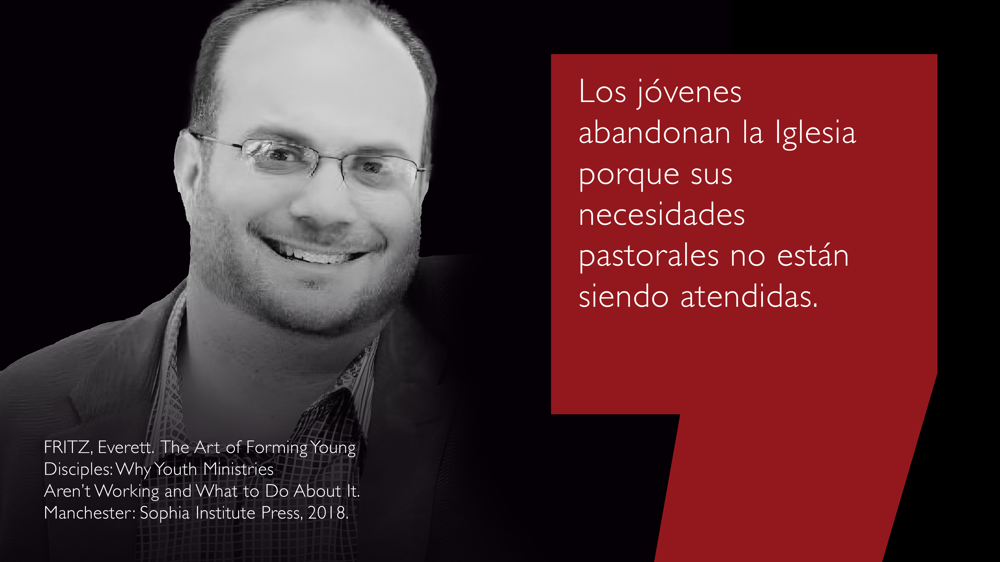 Los jóvenes
abandonan la Iglesia
porque sus
necesidades
pastorales no están
siendo atendidas.
FRITZ, Everett. The Art of Forming Young
Disciples: Why Youth Ministries
Aren’t Working and What to Do About It.
Manchester: Sophia Institute Press, 2018.